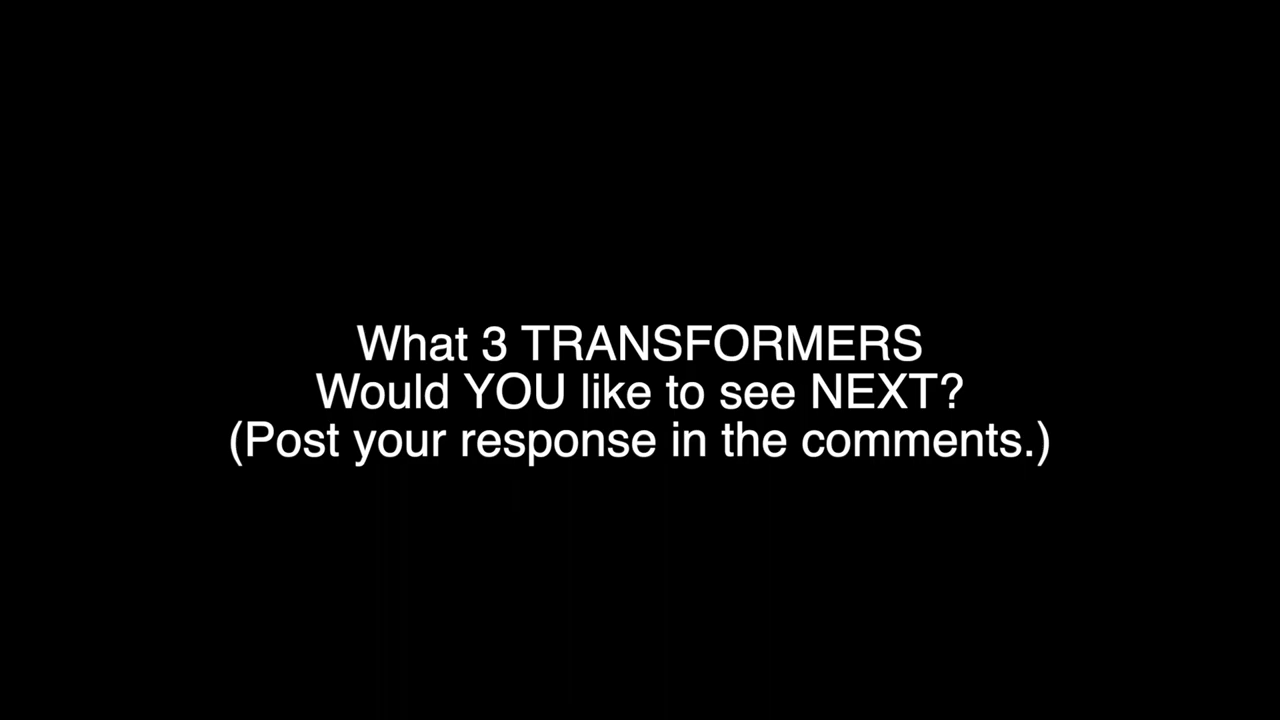 What 3 TRANSFORMERS
Would YOU like to see NEXT?
(Post your response in the comments.)